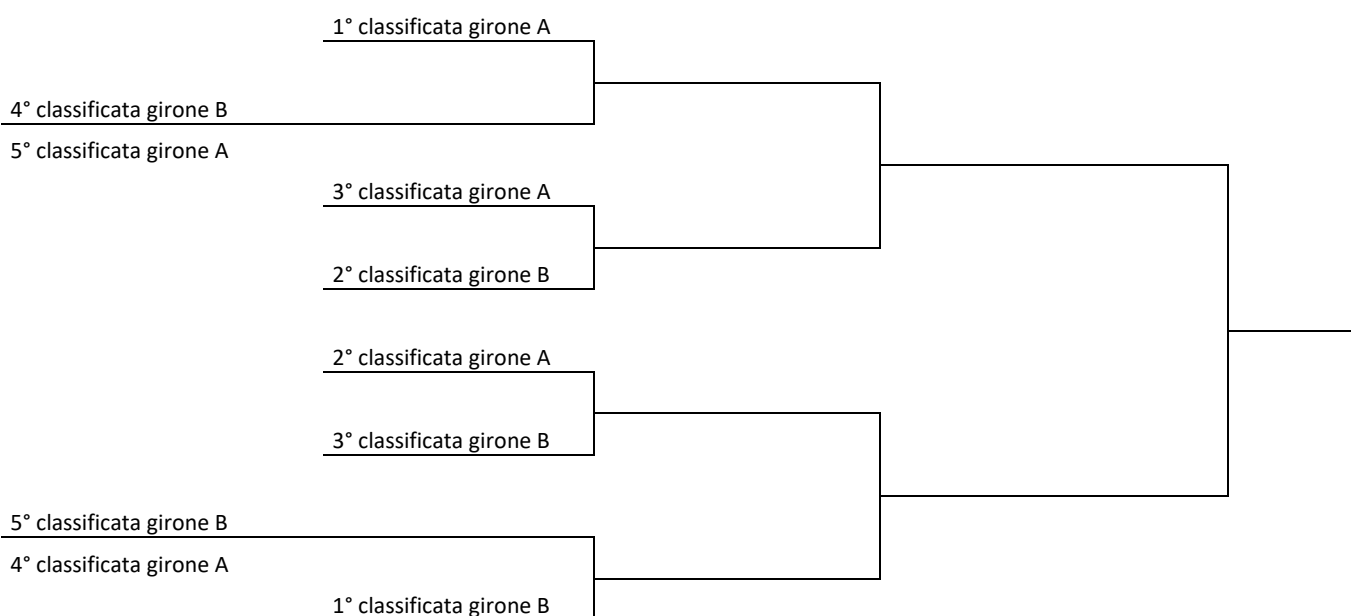 1° classificata girone A
4° classificata girone B
5° classificata girone A
3° classificata girone A
2° classificata girone B
2° classificata girone A
3° classificata girone B
5° classificata girone B
4° classificata girone A
1° classificata girone B